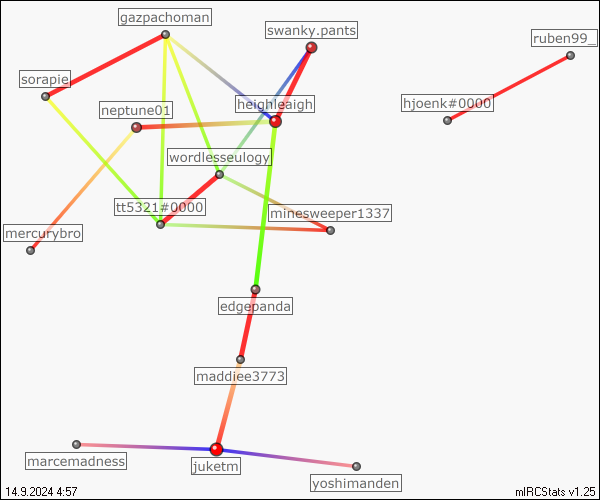 gazpachoman
swanky.pants
ruben99_
sorapie
neptune01
heighleaigh
hjoenk#0000
wordlesseulogy
tt5321#0000
minesweeper1337
mercurybro
edgepanda
maddiee3773
marcemadness
juketm
yoshimanden
14.9.2024 4:57
mIRCStats v1.25